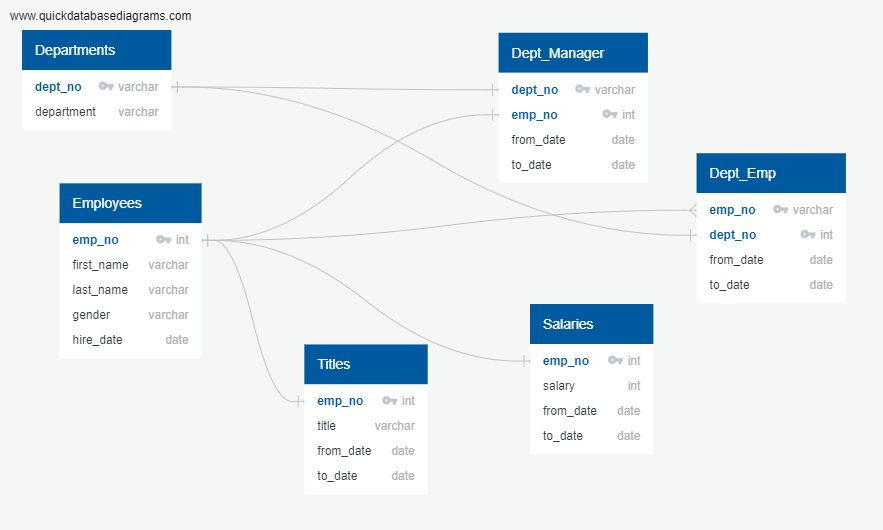 www.quickdatabasediagrams.com
Departments
dept_no varchar
department varchar
Dept_Manager
dept_no varchar
emp_no int
from_date date
to_date date
Dept_Emp
emp_no varchar
dept_no int
from_date date
to_date date
Employees
emp_no int
first_name varchar
last_name varchar
gender varchar
hire_date date
Salaries
emp_no int
salary int
from_date date
to_date date
Titles
emp_no int
title varchar
from_date date
to_date date